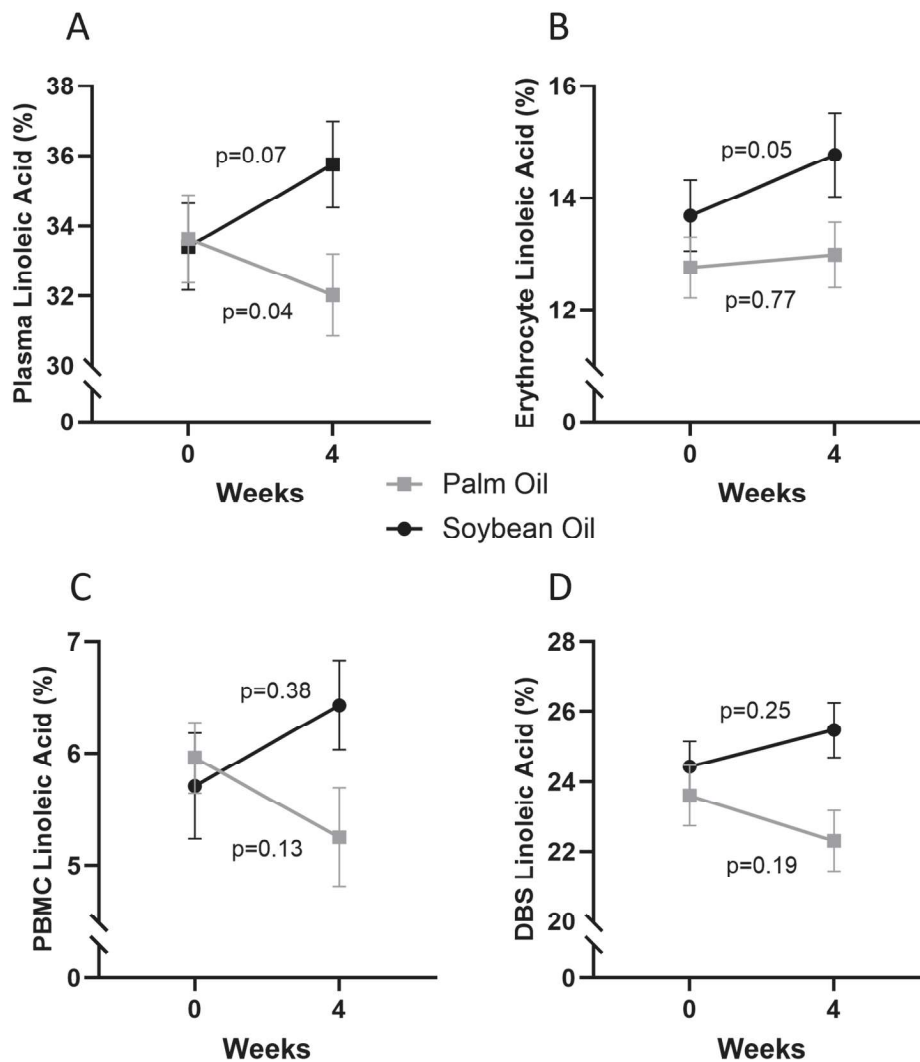 A
Plasma Linoleic Acid (%)
38
36
34
32
30
0
p=0.07
p=0.04
0
4
Weeks
B
Erythrocyte Linoleic Acid (%)
16
14
12
0
p=0.05
p=0.77
0
4
Weeks
Palm Oil
Soybean Oil
C
PBMC Linoleic Acid (%)
7
6
5
0
p=0.38
p=0.13
0
4
Weeks
D
DBS Linoleic Acid (%)
28
26
24
22
20
0
p=0.25
p=0.19
0
4
Weeks